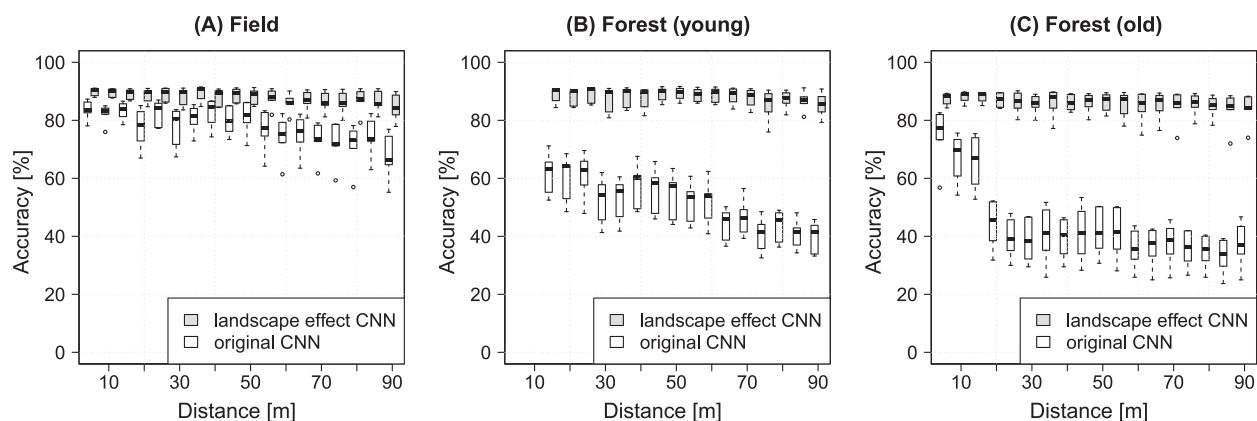 (A) Field
(B) Forest (young)
(C) Forest (old)
Accuracy [%]
100
80
60
40
20
0
landscape effect CNN
original CNN
10
30
50
70
90
Distance [m]
Accuracy [%]
100
80
60
40
20
0
landscape effect CNN
original CNN
10
30
50
70
90
Distance [m]
Accuracy [%]
100
80
60
40
20
0
landscape effect CNN
original CNN
10
30
50
70
90
Distance [m]